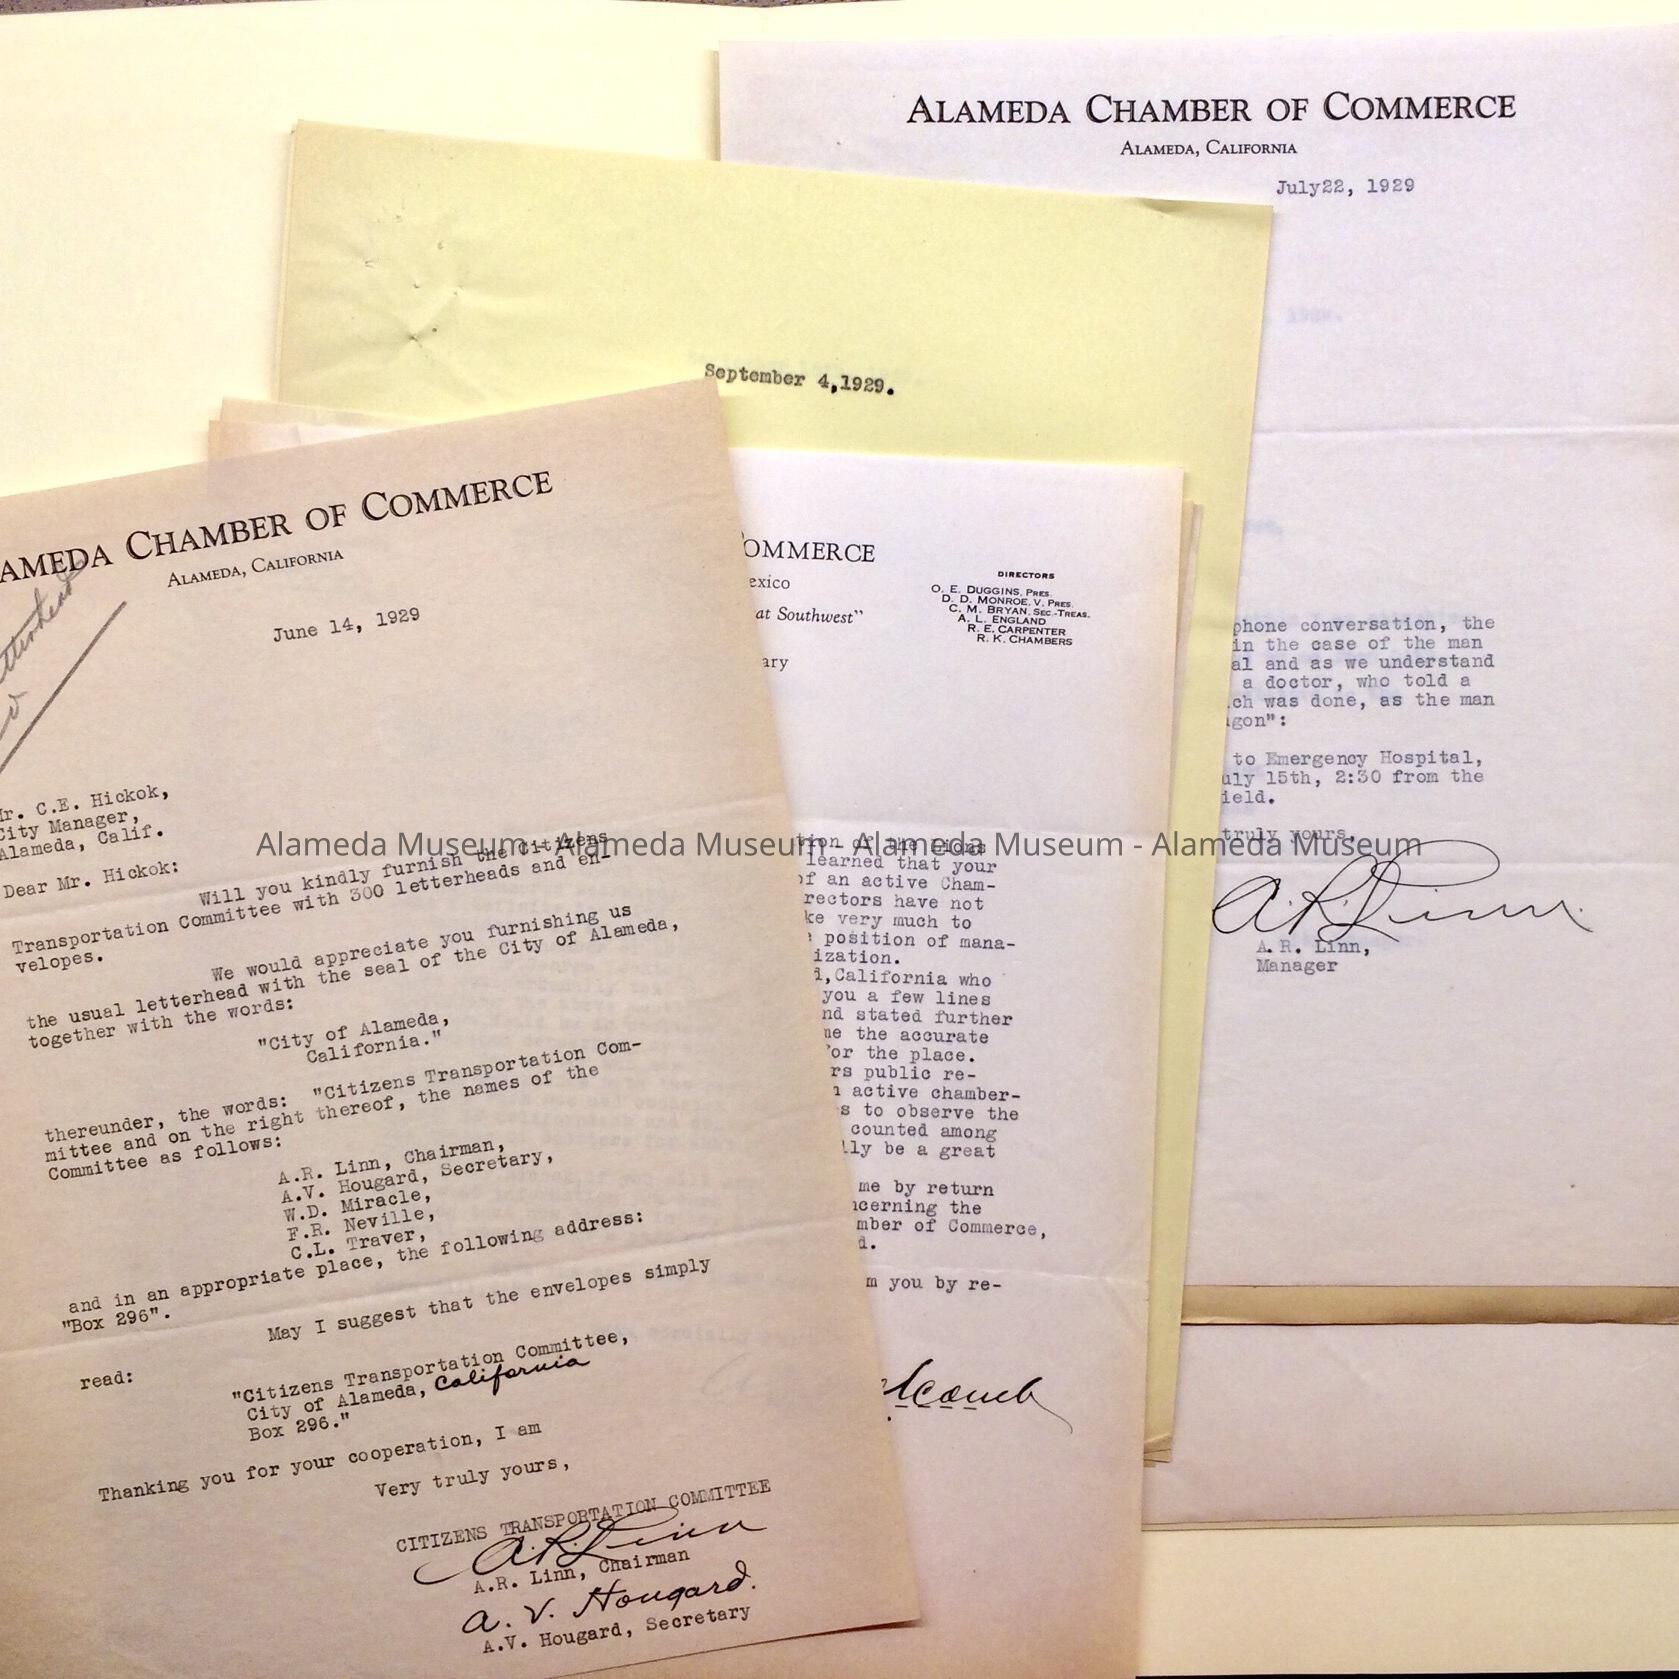 ALAMEDA CHAMBER OF COMMERCE
ALAMEDA, CALIFORNIA
July22, 1929
phone conversation, the
in the case of the man
al and as we understand
a doctor, who told a
ch was done, as the man
gon":
to Emergency Hospital,
uly 15th, 2:30 from the
ield.
truly yours,
A.R. Linn
A. R. Linn,
Manager
September 4,1929.
OMMERCE
exico
at Southwest"
ary
DIRECTORS
O. E. DUGGINS, PRES.
D. D. MONROE, V. PRES.
C. M. BRYAN, SEC.-TREAS.
A. L. ENGLAND
R. E. CARPENTER
R. K. CHAMBERS
tion of the
learned that your
of an active Cham-
rectors have not
ke very much to
position of mana-
ization.
d,California who
you a few lines
nd stated further
me the accurate
for the place.
rs public re-
active chamber-
s to observe the
counted among
lly be a great
me by return
ncerning the
mber of Commerce,
d.
m you by re-
lcomb
AMEDA CHAMBER OF COMMERCE
ALAMEDA, CALIFORNIA
June 14, 1929
tterhead
Mr. C.E. Hickok,
City Manager,
Alameda, Calif.
Dear Mr. Hickok:
Will you kindly furnish the Citizens
Transportation Committee with 300 letterheads and en-
velopes.
We would appreciate you furnishing us
the usual letterhead with the seal of the City of Alameda,
together with the words:
"City of Alameda,
California."
thereunder, the words: "Citizens Transportation Com-
mittee and on the right thereof, the names of the
Committee as follows:
A.R. Linn, Chairman,
A.V. Hougard, Secretary,
W.D. Miracle,
F.R. Neville,
C.L. Traver,
and in an appropriate place, the following address:
"Box 296".
May I suggest that the envelopes simply
read:
"Citizens Transportation Committee,
City of Alameda, California
Box 296."
Thanking you for your cooperation, I am
Very truly yours,
CITIZENS TRANSPORTATION COMMITTEE
A.R. Linn
A.R. Linn, Chairman
A. V. Hougard.
A.V. Hougard, Secretary
Alameda Museum - Alameda Museum - Alameda Museum - Alameda Museum